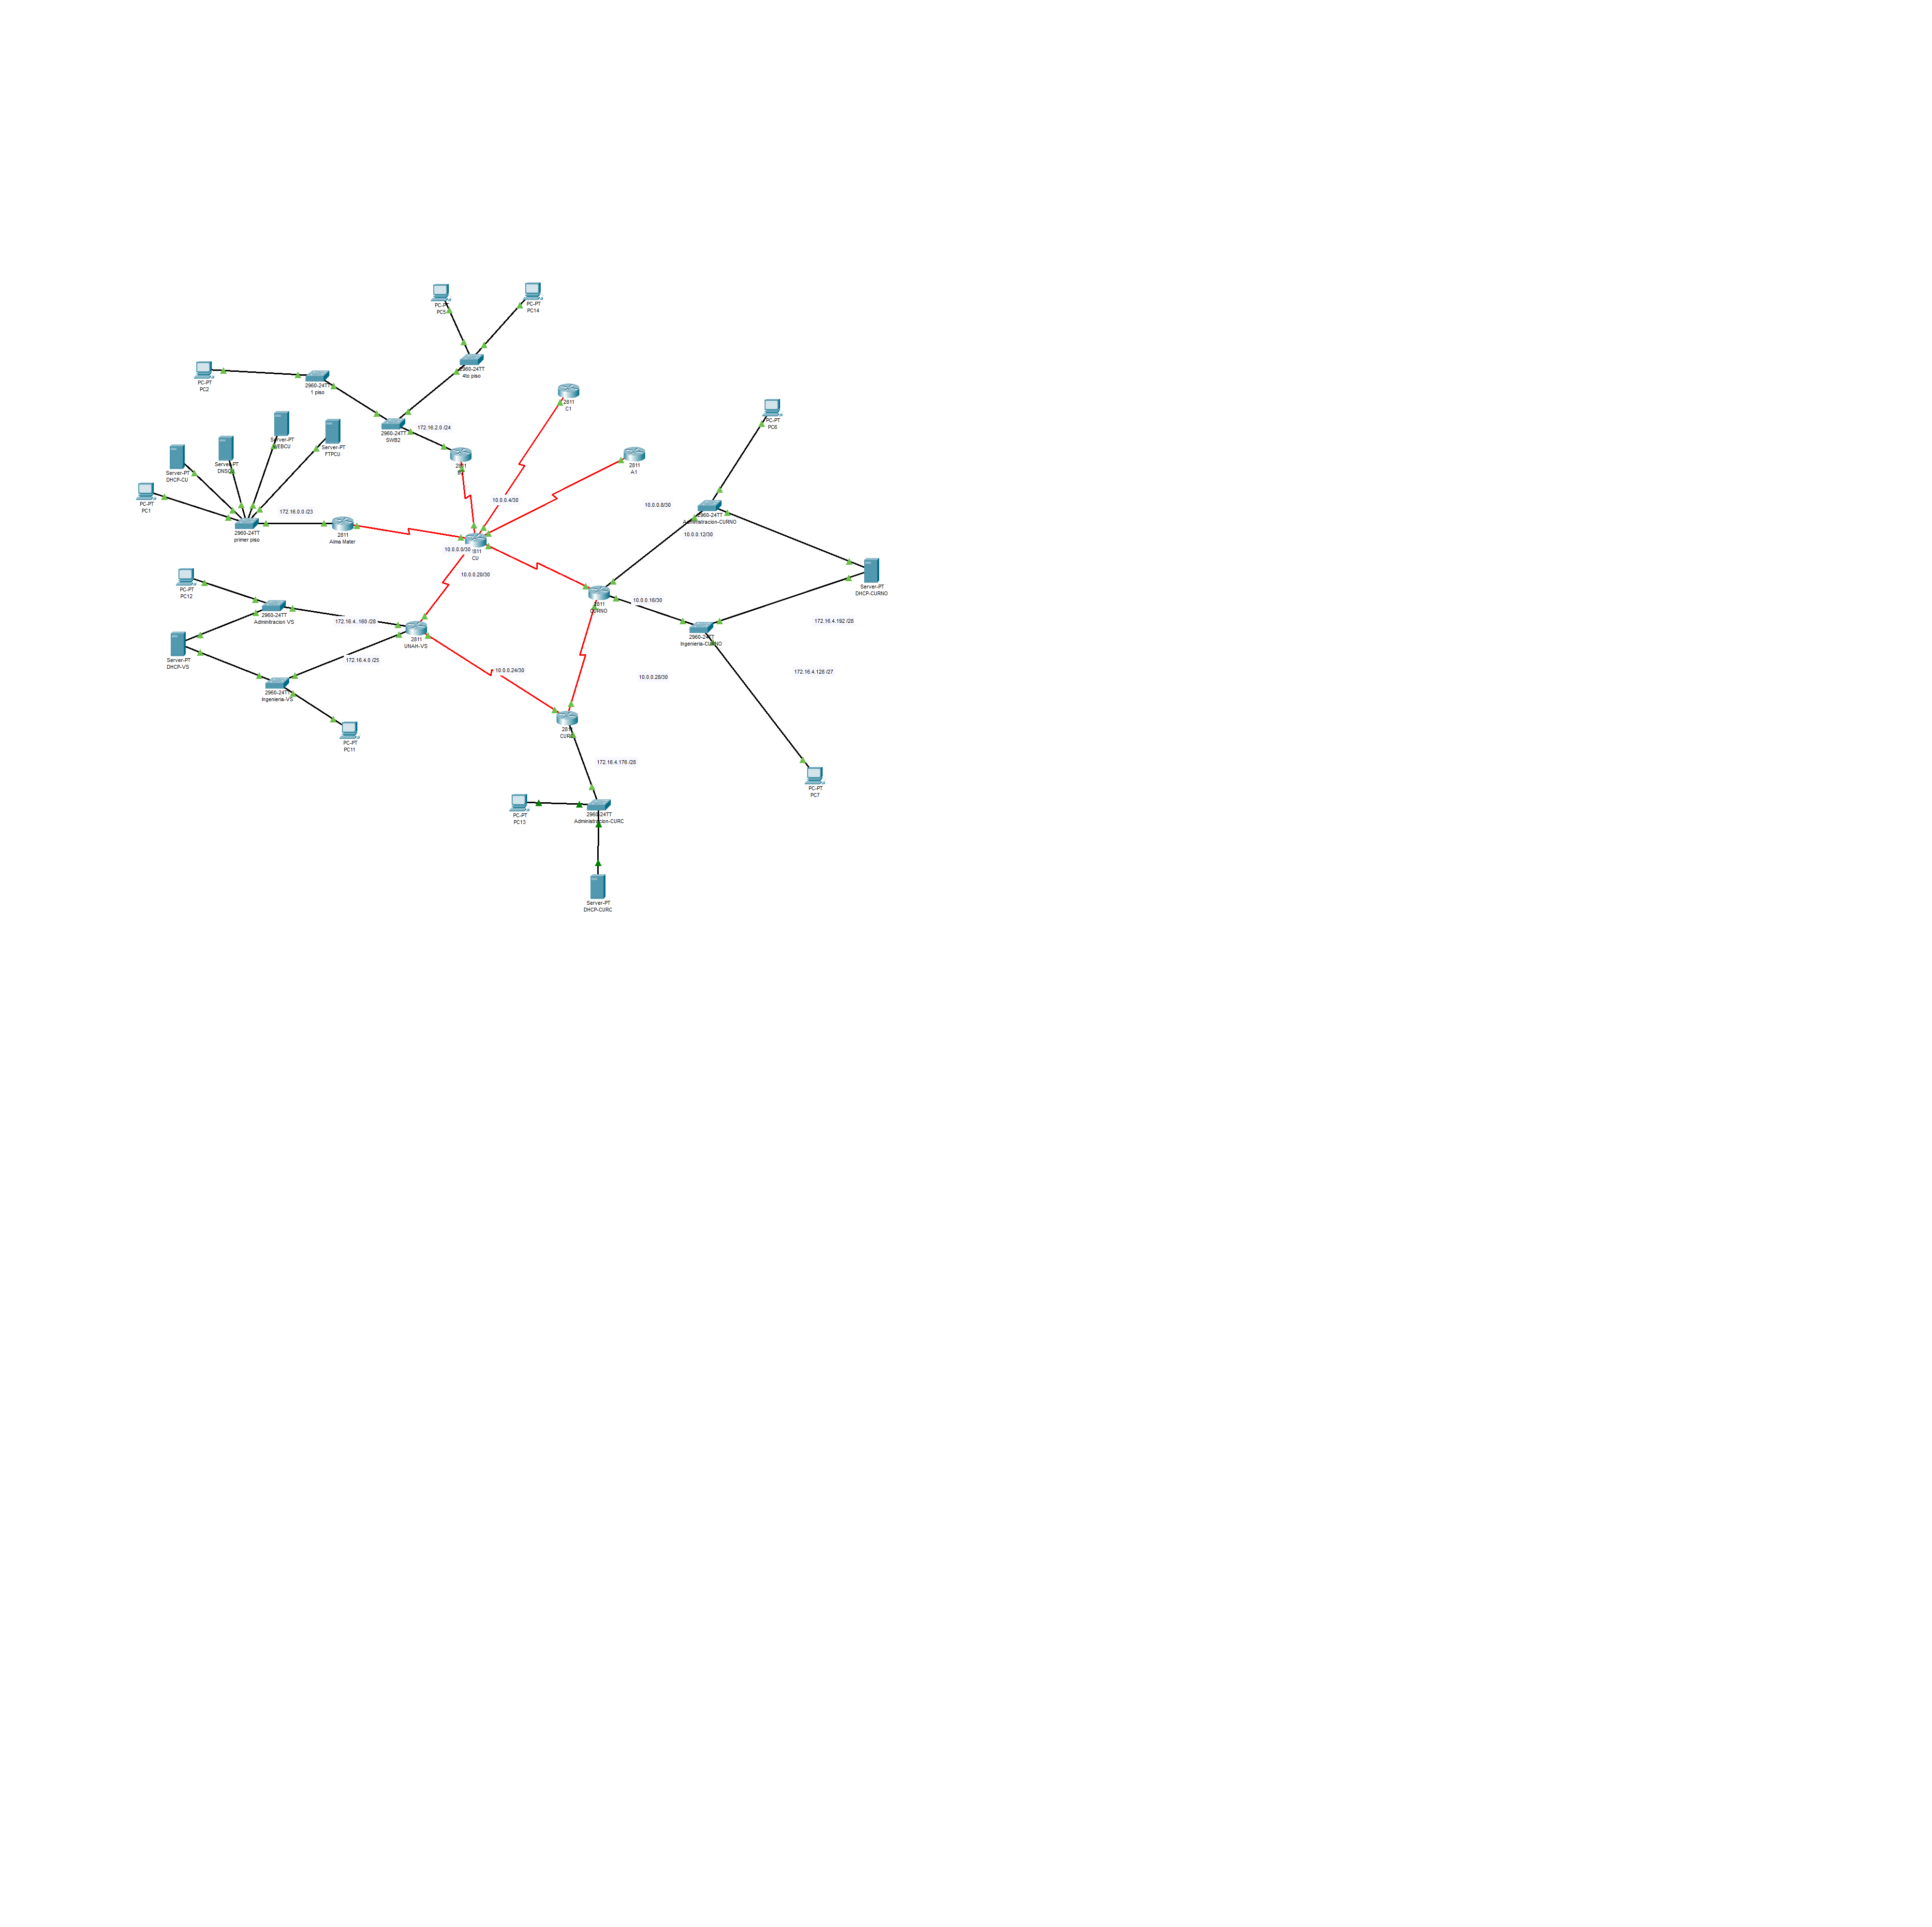 PC-PT
PC5
PC-PT
PC14
2960-24TT
4to piso
PC-PT
PC2
2960-24TT
1 piso
2811
C1
PC-PT
PC6
2960-24TT
SWB2
172.16.2.0 /24
Server-PT
WEBCU
Server-PT
FTPCU
Server-PT
DHCP-CU
Server-PT
2811
2811
A1
PC-PT
PC1
10.0.0.4/30
10.0.0.8/30
172.16.0.0 /23
2960-24TT
primer piso
2811
Alma Mater
2960-24TT
Administracion-CURNO
10.0.0.12/30
10.0.0.0/30
2811
CU
10.0.0.20/30
PC-PT
PC12
Server-PT
DHCP-CURNO
2960-24TT
Adminitracion VS
172.16.4..160 /28
2811
UNAH-VS
2811
CURNO
10.0.0.16/30
172.16.4.192 /28
2960-24TT
Ingenieria-CURNO
Server-PT
DHCP-VS
172.16.4.0 /25
10.0.0.24/30
10.0.0.28/30
172.16.4.128 /27
2960-24TT
Ingenieria-VS
PC-PT
PC11
2811
CURC
172.16.4.176 /28
PC-PT
PC7
PC-PT
PC13
2960-24TT
Administracion-CURC
Server-PT
DHCP-CURC